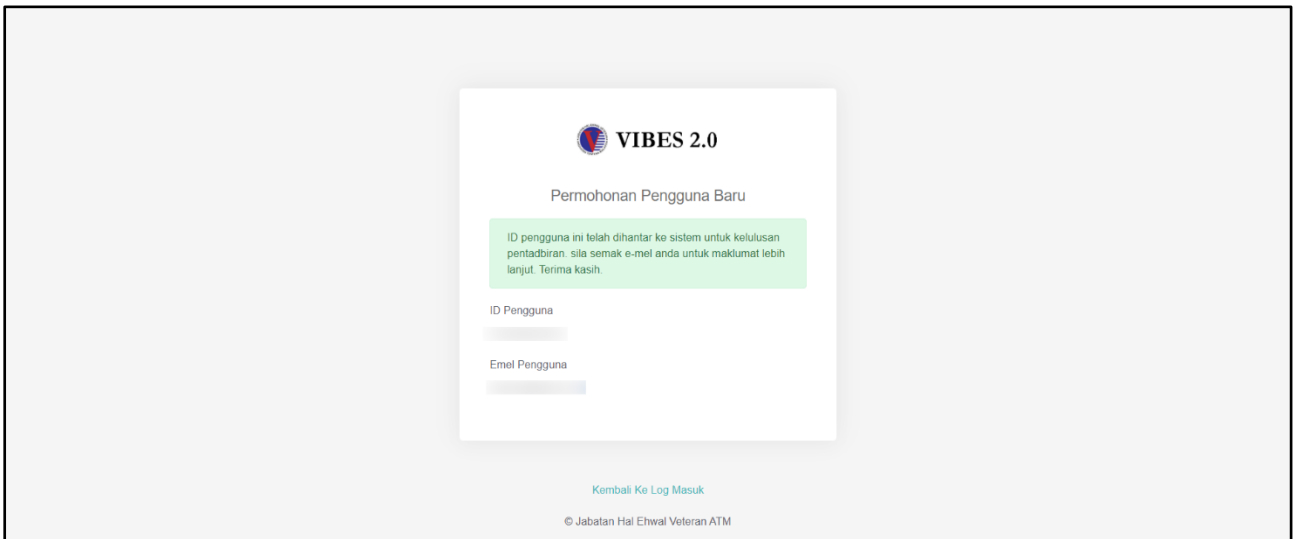 VIBES 2.0
Permohonan Pengguna Baru
ID pengguna ini telah dihantar ke sistem untuk kelulusan
pentadbiran. sila semak e-mel anda untuk maklumat lebih
lanjut. Terima kasih.
ID Pengguna
Emel Pengguna
Kembali Ke Log Masuk
© Jabatan Hal Ehwal Veteran ATM